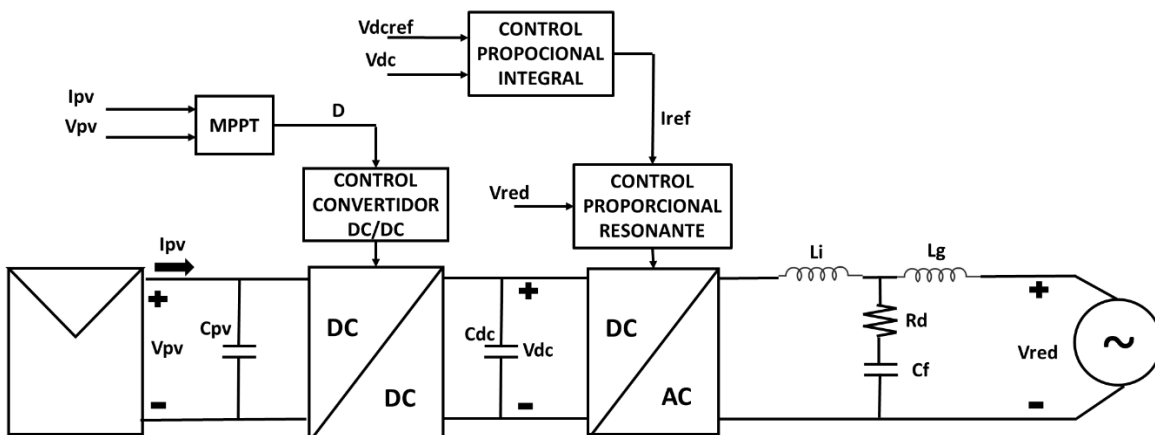 Vdcref
Vdc
CONTROL
PROPOCIONAL
INTEGRAL
Ipv
Vpv
MPPT
D
Iref
CONTROL
CONVERTIDOR
DC/DC
Vred
CONTROL
PROPORCIONAL
RESONANTE
Ipv
+
Vpv
-
Cpv
DC
DC
Cdc
+
Vdc
-
DC
AC
Li
Lg
Rd
Cf
+
Vred
-
~